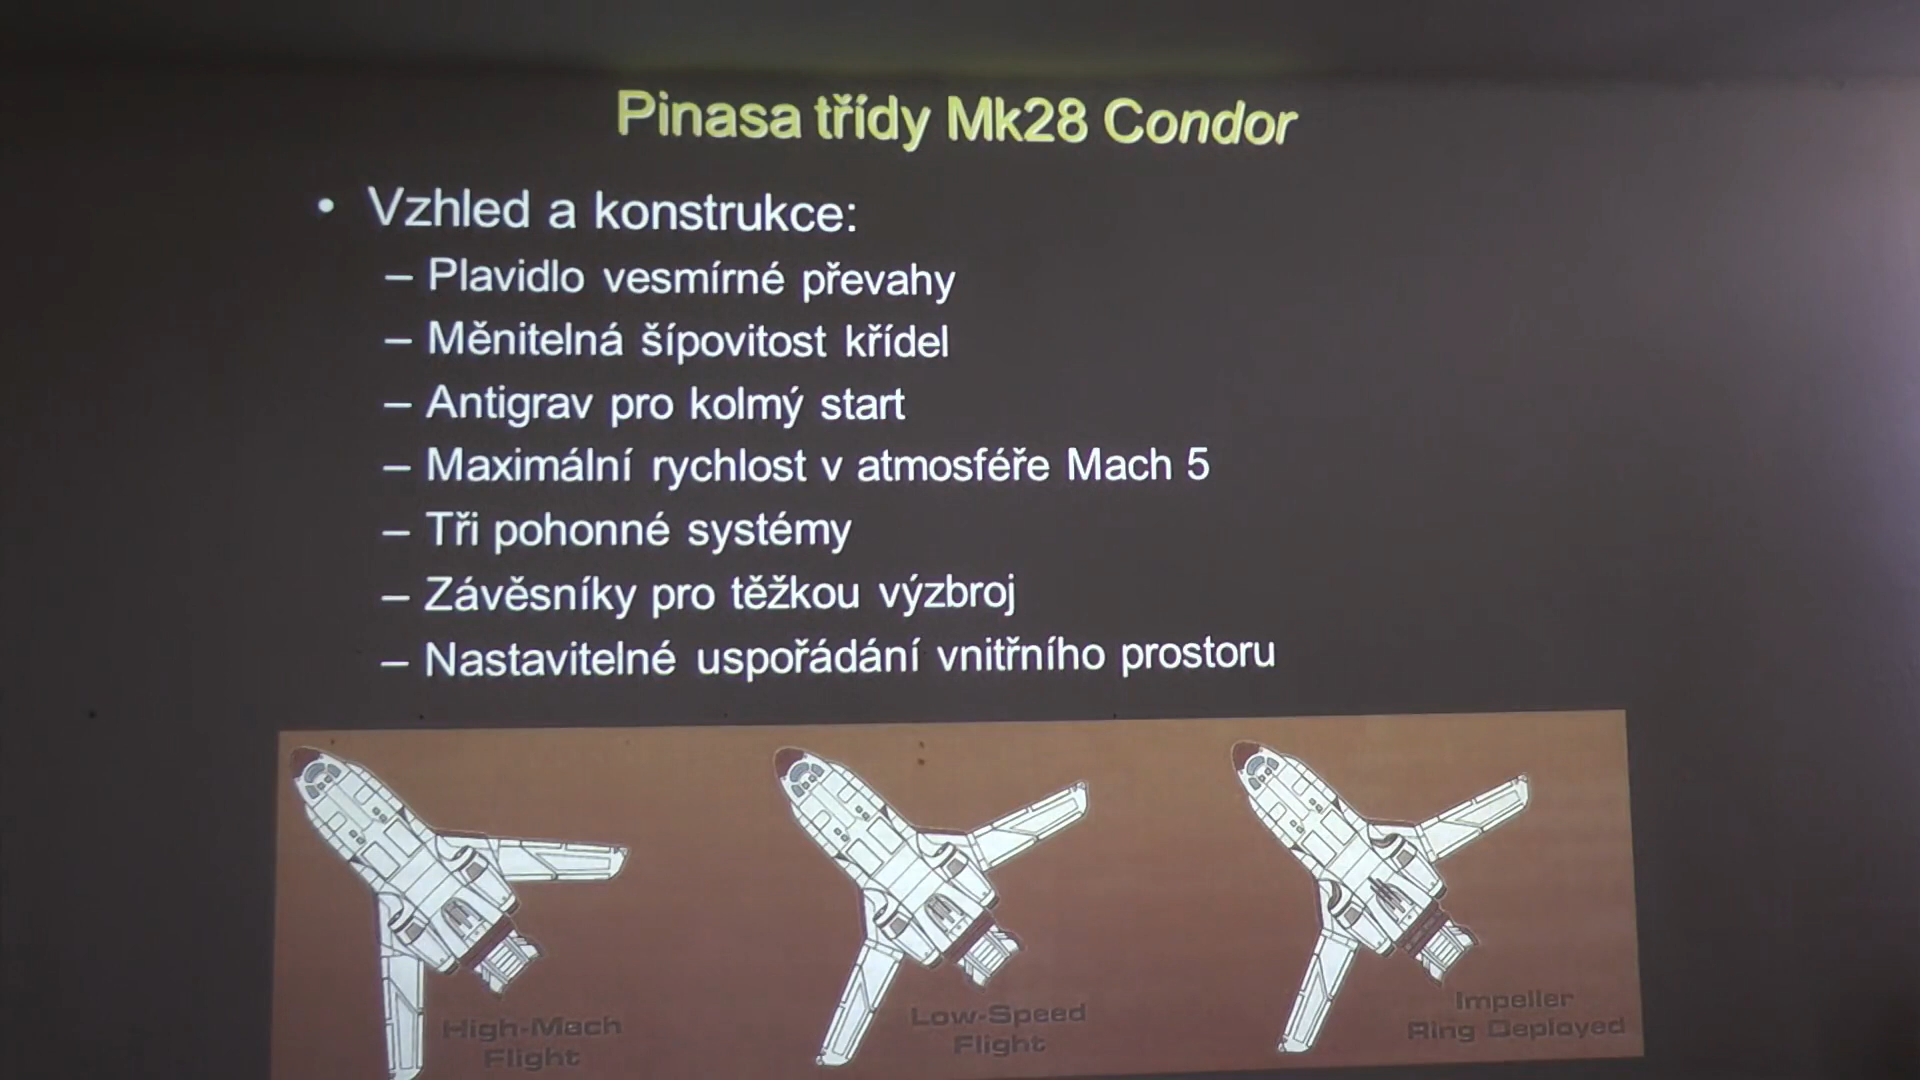 Pinasa třídy Mk28 Condor
• Vzhled a konstrukce:
– Plavidlo vesmírné převahy
– Měnitelná šípovitost křídel
– Antigrav pro kolmý start
– Maximální rychlost v atmosféře Mach 5
– Tři pohonné systémy
– Závěsníky pro těžkou výzbroj
– Nastavitelné uspořádání vnitřního prostoru
High-Mach
Flight
Low-Speed
Flight
Impeller
Ring Deployed